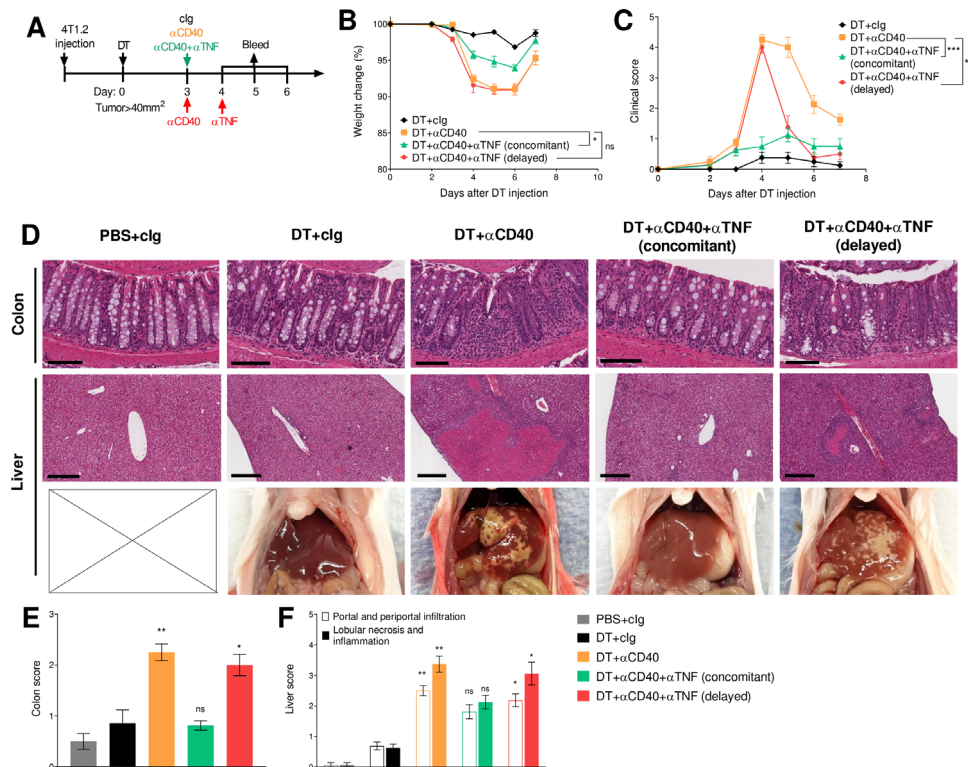 A
cIg
4T1.2
αCD40
injection
DT
αCD40+αTNF
Bleed
Day: 0
3
4
5
6
Tumor>40mm2
αCD40
αTNF
B
Weight change (%)
100
95
90
85
80
0
2
4
6
8
10
Days after DT injection
DT+cIg
DT+αCD40
DT+αCD40+αTNF (concomitant)
DT+αCD40+αTNF (delayed)
*
ns
C
Clinical score
5
4
3
2
1
0
0
2
4
6
8
Days after DT injection
DT+cIg
DT+αCD40
DT+αCD40+αTNF
(concomitant)
DT+αCD40+αTNF
(delayed)
***
*
D
PBS+cIg
DT+cIg
DT+αCD40
DT+αCD40+αTNF
(concomitant)
DT+αCD40+αTNF
(delayed)
Colon
Liver
E
Colon score
3
2
1
0
**
ns
*
F
Portal and periportal infiltration
Lobular necrosis and
inflammation
Liver score
5
4
3
2
1
0
**
**
ns
ns
*
*
PBS+cIg
DT+cIg
DT+αCD40
DT+αCD40+αTNF (concomitant)
DT+αCD40+αTNF (delayed)